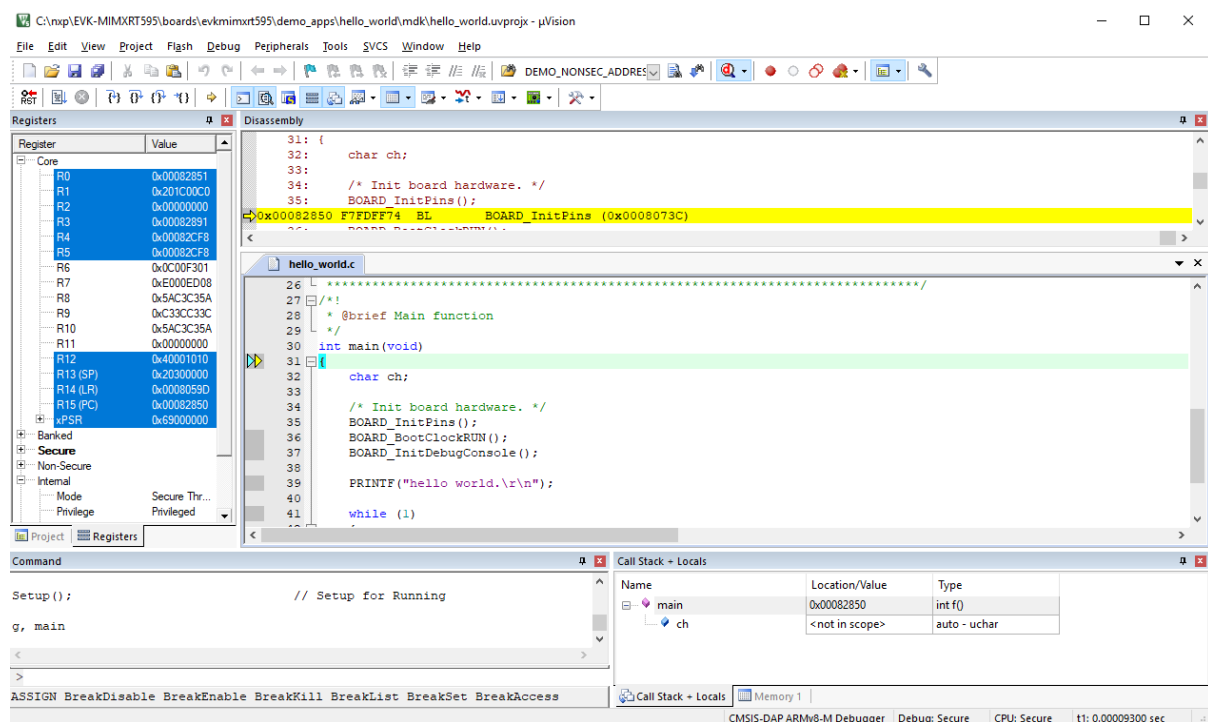 C:\nxp\EVK-MIMXRT595\boards\evkmimxrt595\demo_apps\hello_world\mdk\hello_world.uvprojx - µVision
File Edit View Project Flash Debug Peripherals Tools SVCS Window Help
DEMO_NONSEC_ADDRES
RST
Registers
Register Value
Core
R0 0x00082851
R1 0x201C00C0
R2 0x00000000
R3 0x00082891
R4 0x00082CF8
R5 0x00082CF8
R6 0x0C00F301
R7 0xE000ED08
R8 0x5AC3C35A
R9 0xC33CC33C
R10 0x5AC3C35A
R11 0x00000000
R12 0x40001010
R13 (SP) 0x20300000
R14 (LR) 0x0008059D
R15 (PC) 0x00082850
xPSR 0x69000000
Banked
Secure
Non-Secure
Internal
Mode Secure Thr...
Privilege Privileged
Project Registers
Disassembly
31: {
32: char ch;
33:
34: /* Init board hardware. */
35: BOARD_InitPins();
0x00082850 F7FDFF74 BL BOARD_InitPins (0x0008073C)
36: BOARD_BootClockRUN();
hello_world.c
26 ******************************************************************************/
27 /*!
28 * @brief Main function
29 */
30 int main(void)
31 {
32 char ch;
33
34 /* Init board hardware. */
35 BOARD_InitPins();
36 BOARD_BootClockRUN();
37 BOARD_InitDebugConsole();
38
39 PRINTF("hello world.\r\n");
40
41 while (1)
Command
Setup(); // Setup for Running
g, main
>
ASSIGN BreakDisable BreakEnable BreakKill BreakList BreakSet BreakAccess
Call Stack + Locals
Name Location/Value Type
main 0x00082850 int f()
ch <not in scope> auto - uchar
Call Stack + Locals Memory 1
CMSIS-DAP ARMv8-M Debugger Debug: Secure CPU: Secure t1: 0.00009300 sec